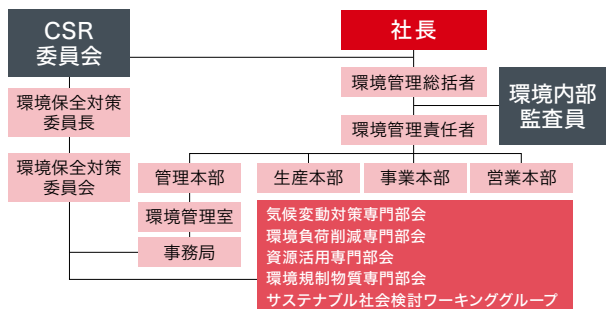 CSR
委員会
社長
環境管理総括者
環境内部
監査員
環境保全対策
委員長
環境管理責任者
環境保全対策
委員会
管理本部
生産本部
事業本部
営業本部
環境管理室
事務局
気候変動対策専門部会
環境負荷削減専門部会
資源活用専門部会
環境規制物質専門部会
サステナブル社会検討ワーキンググループ